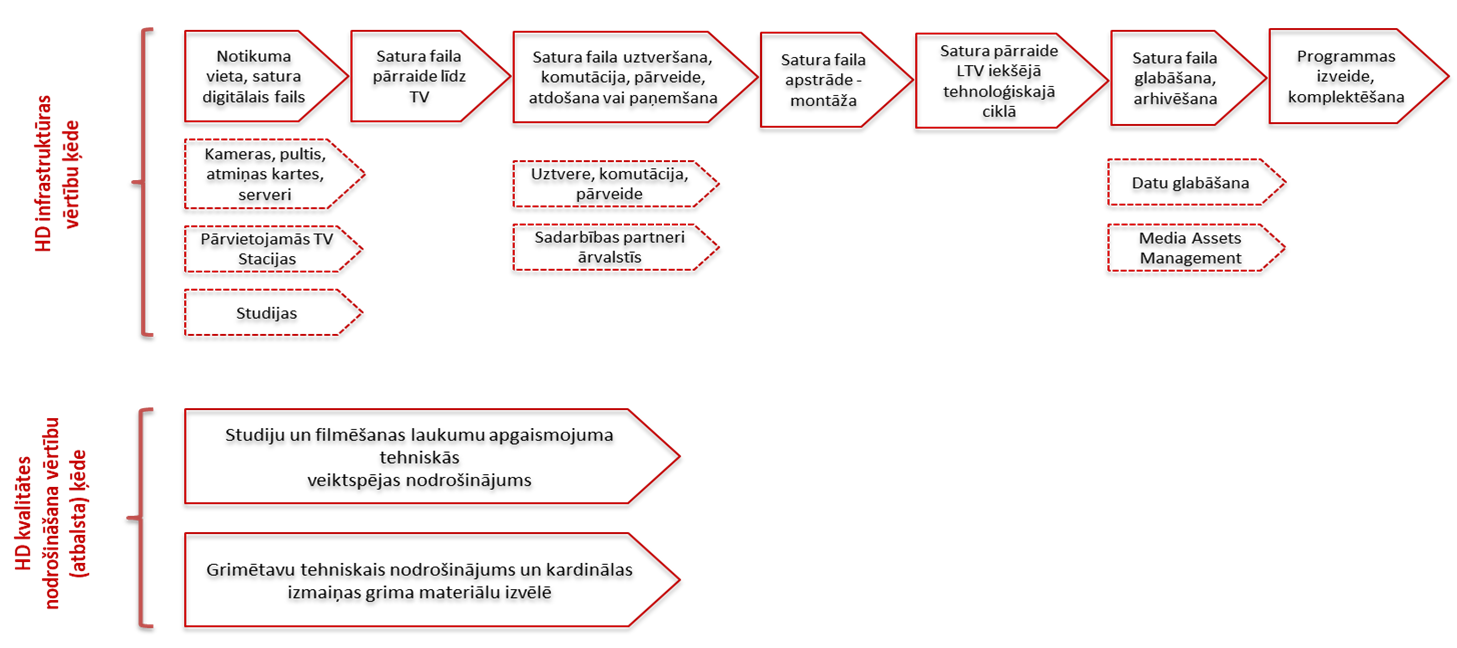 HD infrastruktūras
vērtību ķēde
Notikuma
vieta, satura
digitālais fails
Satura faila
pārraide līdz
TV
Satura faila uztveršana,
komutācija, pārveide,
atdošana vai paņemšna
Satura faila
apstrāde -
montāža
Satura pārraide
LTV iekšējā
tehnoloģiskajā
ciklā
Satura faila
glabāšana,
arhivēšana
Programmas
izveide,
komplektēšana
Kameras, pultis,
atmiņas kartes,
serveri
Pārvietojamās TV
Stacijas
Studijas
Uztvere, komutācija,
pārveide
Sadarbības partneri
ārvalstīs
Datu glabāšana
Media Assets
Management
HD kvalitātes
nodrošināšana vērtību
(atbalsta) ķēde
Studiju un filmēšanas laukumu apgaismojuma
tehniskās
veiktspējas nodrošinājums
Grimētavu tehniskais nodrošinājums un kardinālas
izmaiņas grima materiālu izvēlē